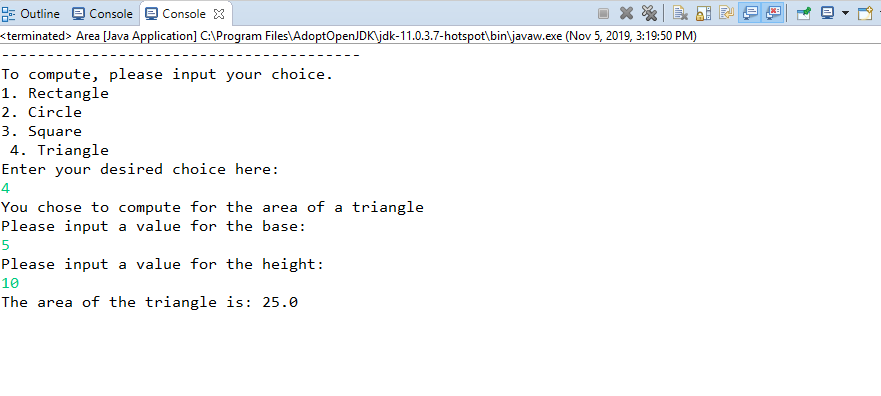 Outline Console Console
<terminated> Area [Java Application] C:\Program Files\AdoptOpenJDK\jdk-11.0.3.7-hotspot\bin\javaw.exe (Nov 5, 2019, 3:19:50 PM)
----------------------------------------
To compute, please input your choice.
1. Rectangle
2. Circle
3. Square
 4. Triangle
Enter your desired choice here:
4
You chose to compute for the area of a triangle
Please input a value for the base:
5
Please input a value for the height:
10
The area of the triangle is: 25.0